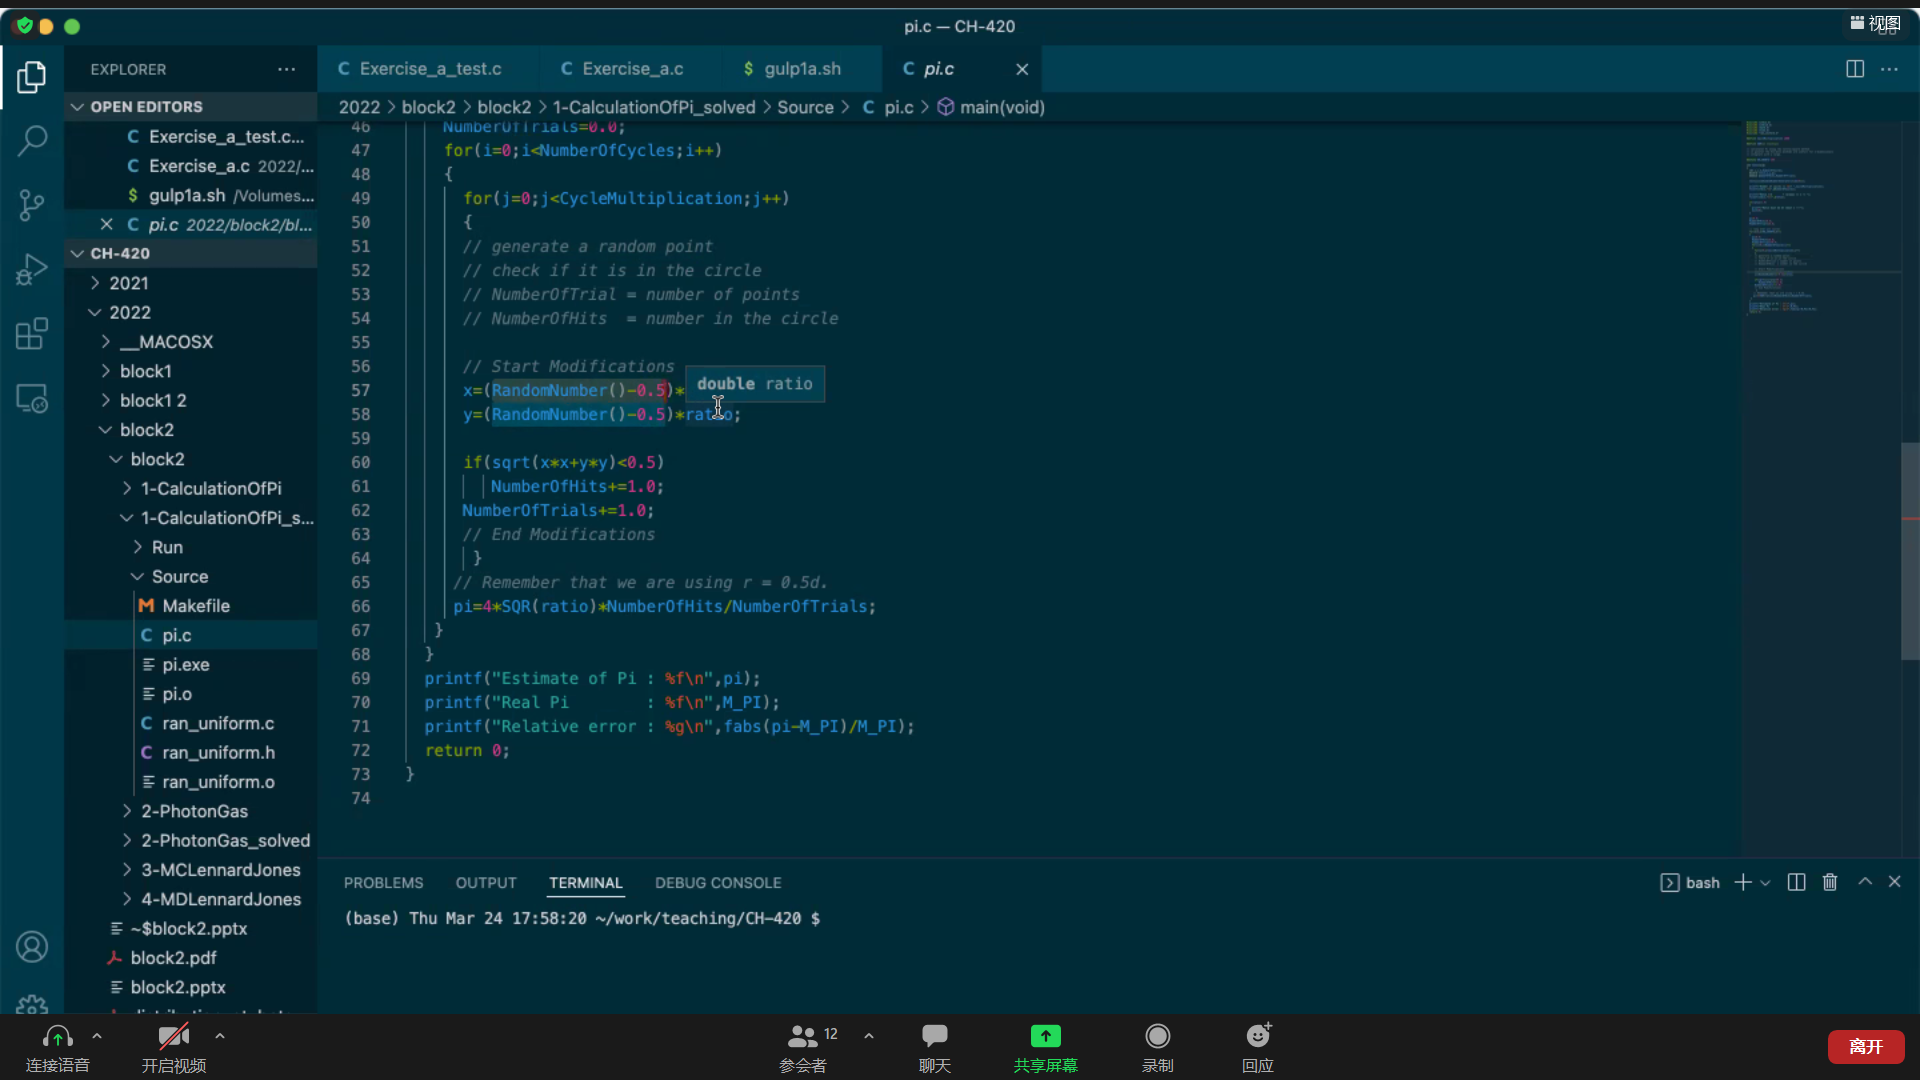 pi.c — CH-420
视图
EXPLORER
Exercise_a_test.c
Exercise_a.c
$ gulp1a.sh
pi.c
OPEN EDITORS
2022 > block2 > block2 > 1-CalculationOfPi_solved > Source > C pi.c > main(void)
C Exercise_a_test.c...
C Exercise_a.c 2022/...
$ gulp1a.sh /Volumes...
C pi.c 2022/block2/bl...
CH-420
2021
2022
__MACOSX
block1
block1 2
block2
block2
1-CalculationOfPi
1-CalculationOfPi_s...
Run
Source
M Makefile
C pi.c
pi.exe
pi.o
C ran_uniform.c
C ran_uniform.h
ran_uniform.o
2-PhotonGas
2-PhotonGas_solved
3-MCLennardJones
4-MDLennardJones
~$block2.pptx
block2.pdf
block2.pptx
46 NumberOfTrials=0.0;
47 for(i=0;i<NumberOfCycles;i++)
48 {
49 for(j=0;j<CycleMultiplication;j++)
50 {
51 // generate a random point
52 // check if it is in the circle
53 // NumberOfTrial = number of points
54 // NumberOfHits  = number in the circle
55
56 // Start Modifications
57 x=(RandomNumber()-0.5)*
double ratio
58 y=(RandomNumber()-0.5)*ratio;
59
60 if(sqrt(x*x+y*y)<0.5)
61 NumberOfHits+=1.0;
62 NumberOfTrials+=1.0;
63 // End Modifications
64 }
65 // Remember that we are using r = 0.5d.
66 pi=4*SQR(ratio)*NumberOfHits/NumberOfTrials;
67 }
68 }
69 printf("Estimate of Pi : %f\n",pi);
70 printf("Real Pi        : %f\n",M_PI);
71 printf("Relative error : %g\n",fabs(pi-M_PI)/M_PI);
72 return 0;
73 }
74
PROBLEMS OUTPUT TERMINAL DEBUG CONSOLE
bash
(base) Thu Mar 24 17:58:20 ~/work/teaching/CH-420 $
连接语音
开启视频
12
参会者
聊天
共享屏幕
录制
回应
离开